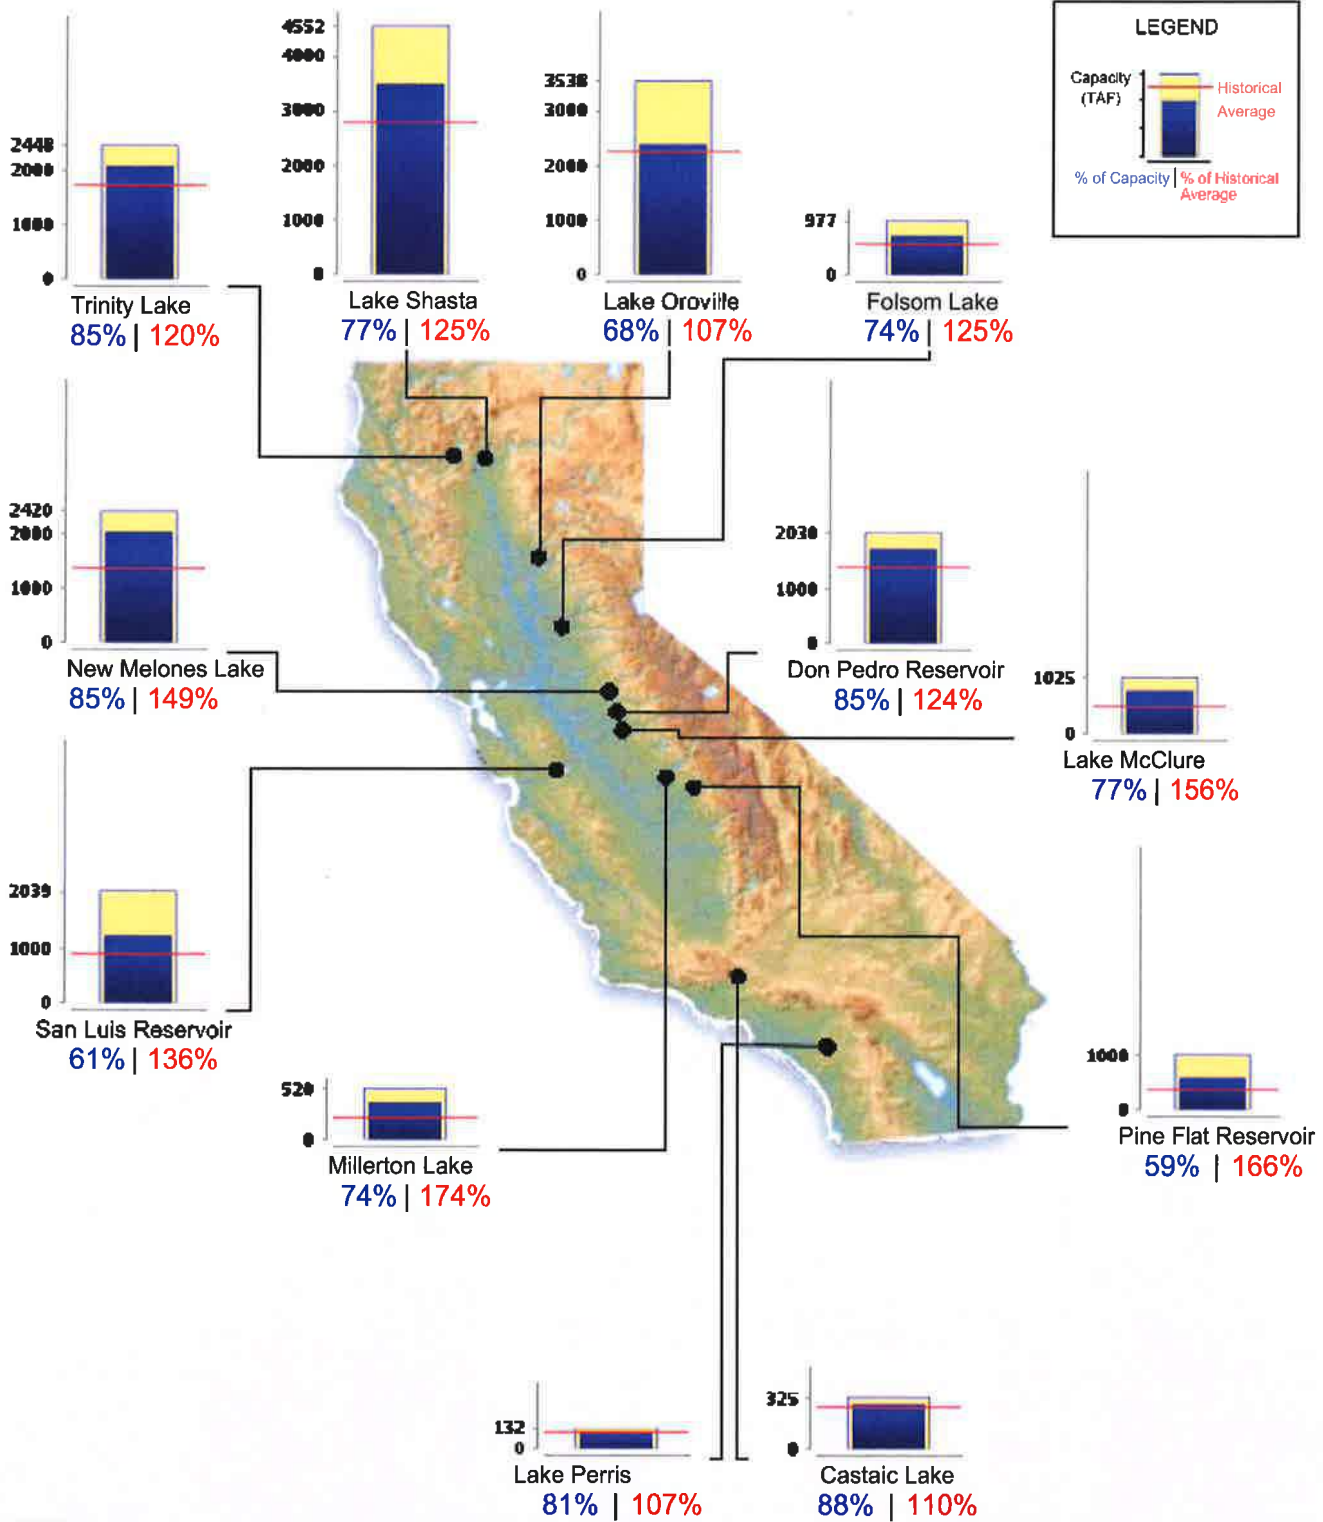 LEGEND
Capacity
(TAF)
Historical
Average
% of Capacity | % of Historical
Average
2448
2000
1000
0
Trinity Lake
85% | 120%
4552
4000
3000
2000
1000
0
Lake Shasta
77% | 125%
3538
3000
2000
1000
0
Lake Oroville
68% | 107%
977
0
Folsom Lake
74% | 125%
2420
2000
1000
0
New Melones Lake
85% | 149%
2030
1000
0
Don Pedro Reservoir
85% | 124%
1025
0
Lake McClure
77% | 156%
2039
1000
0
San Luis Reservoir
61% | 136%
520
0
Millerton Lake
74% | 174%
1000
0
Pine Flat Reservoir
59% | 166%
132
0
Lake Perris
81% | 107%
325
0
Castaic Lake
88% | 110%